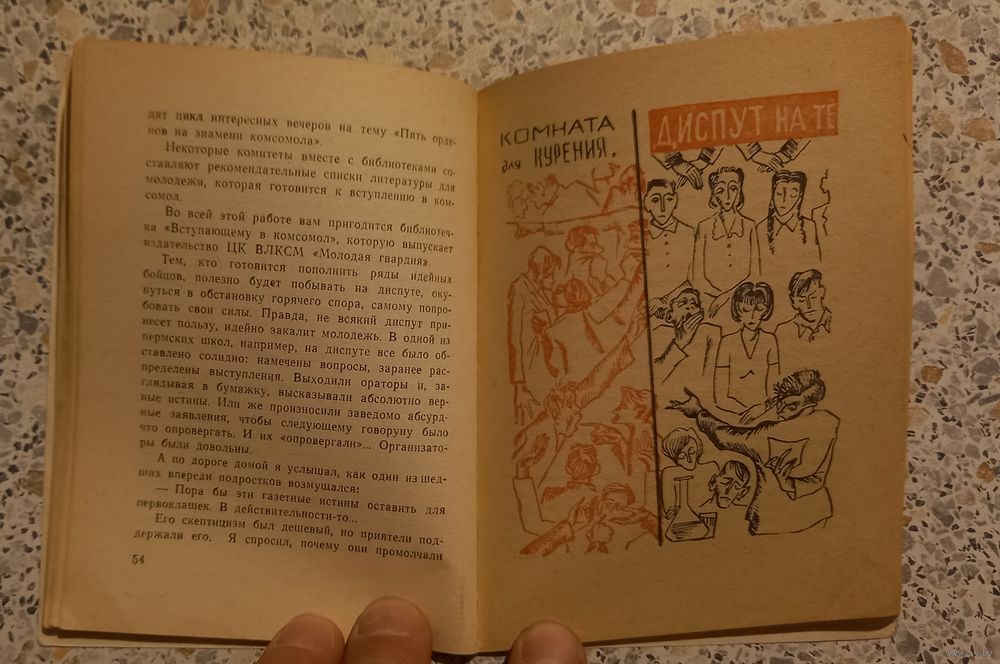 дят цикл интересных вечеров на тему «Пять орде-
нов на знамени комсомола».
Некоторые комитеты вместе с библиотеками со-
ставляют рекомендательные списки литературы для
молодежи, которая готовится к вступлению в ком-
сомол.
Во всей этой работе вам пригодится библиотеч-
ка «Вступающему в комсомол», которую выпускает
издательство ЦК ВЛКСМ «Молодая гвардия».
Тем, кто готовится пополнить ряды идейных
бойцов, полезно будет побывать на диспуте, оку-
нуться в обстановку горячего спора, самому попро-
бовать свои силы. Правда, не всякий диспут при-
несет пользу, идейно закалит молодежь. В одной из
пермских школ, например, на диспуте все было об-
ставлено солидно: намечены вопросы, заранее рас-
пределены выступления. Выходили ораторы и, за-
глядывая в бумажку, высказывали абсолютно вер-
ные истины. Или же произносили заведомо абсурд-
ные заявления, чтобы следующему говоруну было
что опровергать. И их «опровергали»... Организато-
ры были довольны.
А по дороге домой я услышал, как один из шед-
ших впереди подростков возмущался:
— Пора бы эти газетные истины оставить для
первоклашек. В действительности-то...
Его скептицизм был дешевый, но приятели под-
держали его. Я спросил, почему они промолчали
54
КОМНАТА
для КУРЕНИЯ.
ДИСПУТ НА ТЕ